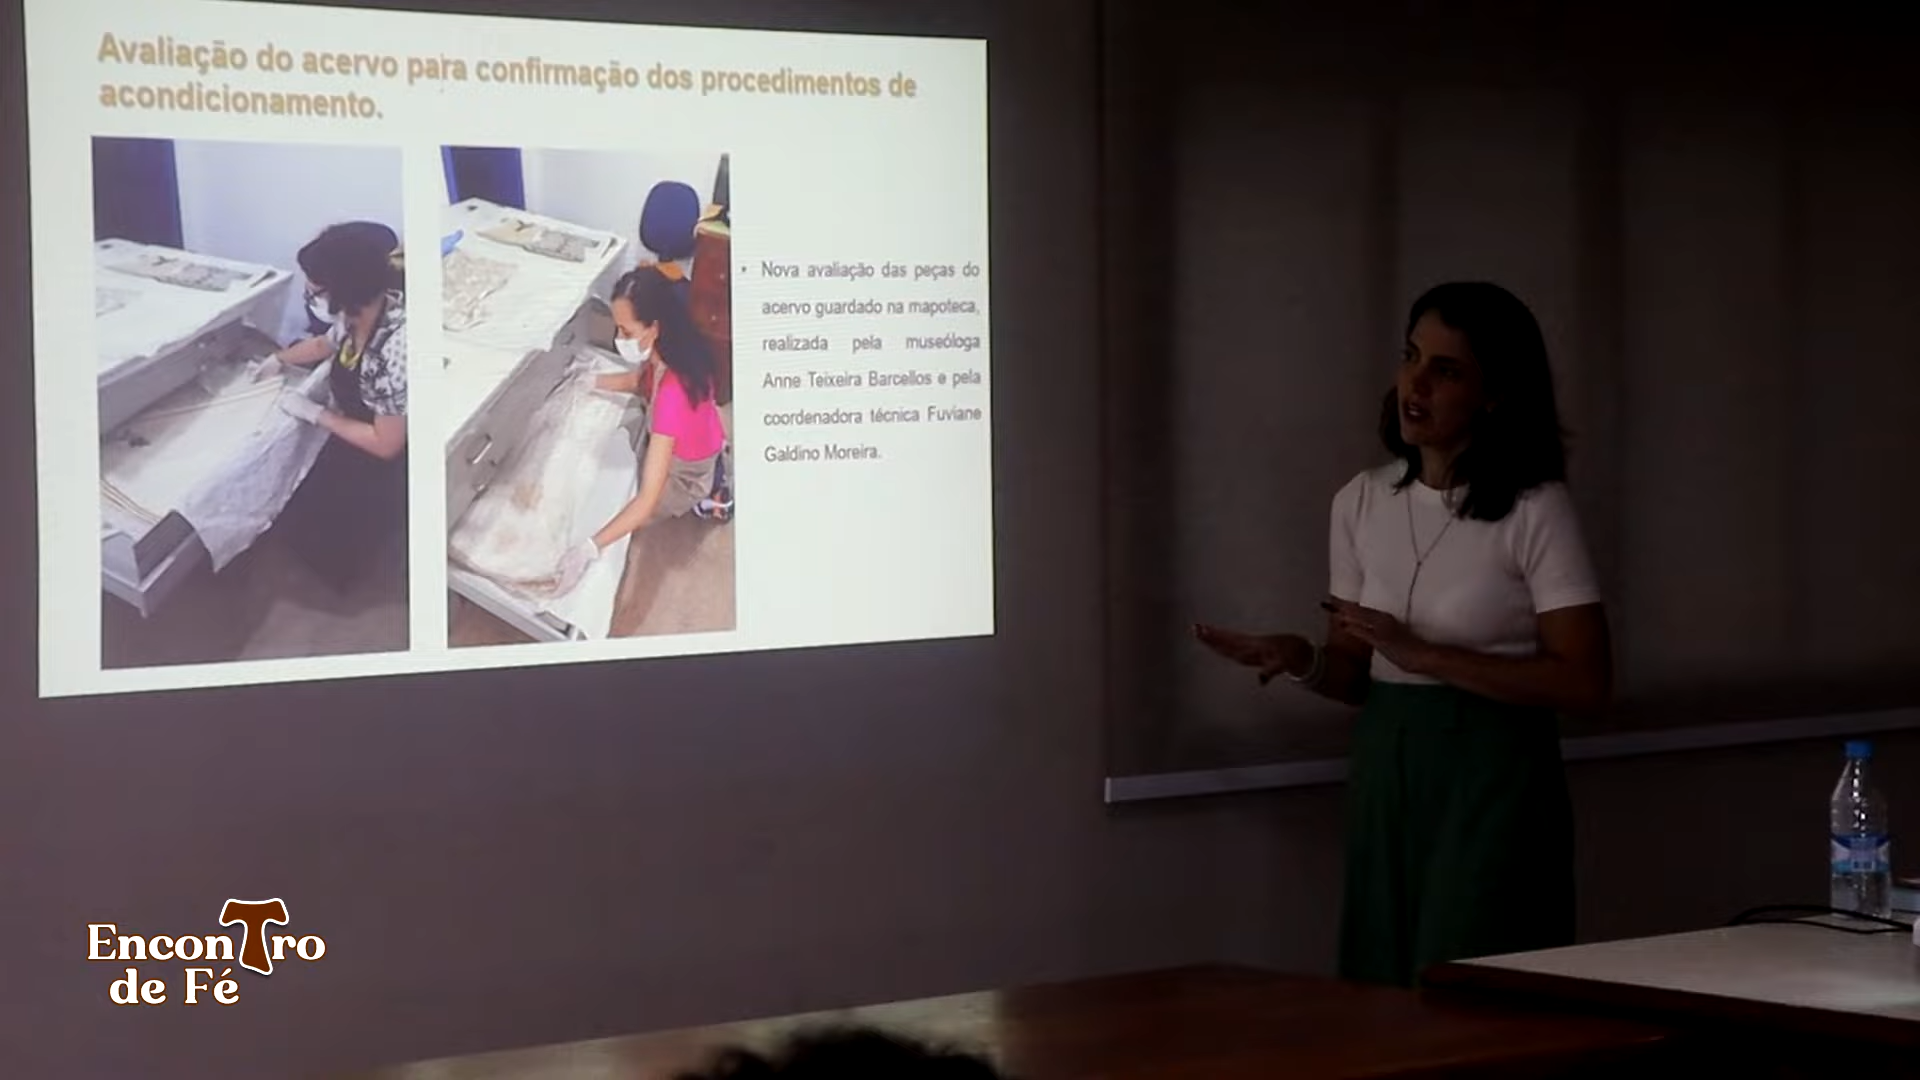 Avaliação do acervo para confirmação dos procedimentos de
acondicionamento.
• Nova avaliação das peças do
acervo guardado na mapoteca,
realizada pela museóloga
Anne Teixeira Barcellos e pela
coordenadora técnica Fuviane
Galdino Moreira.
EnconTro
de Fé